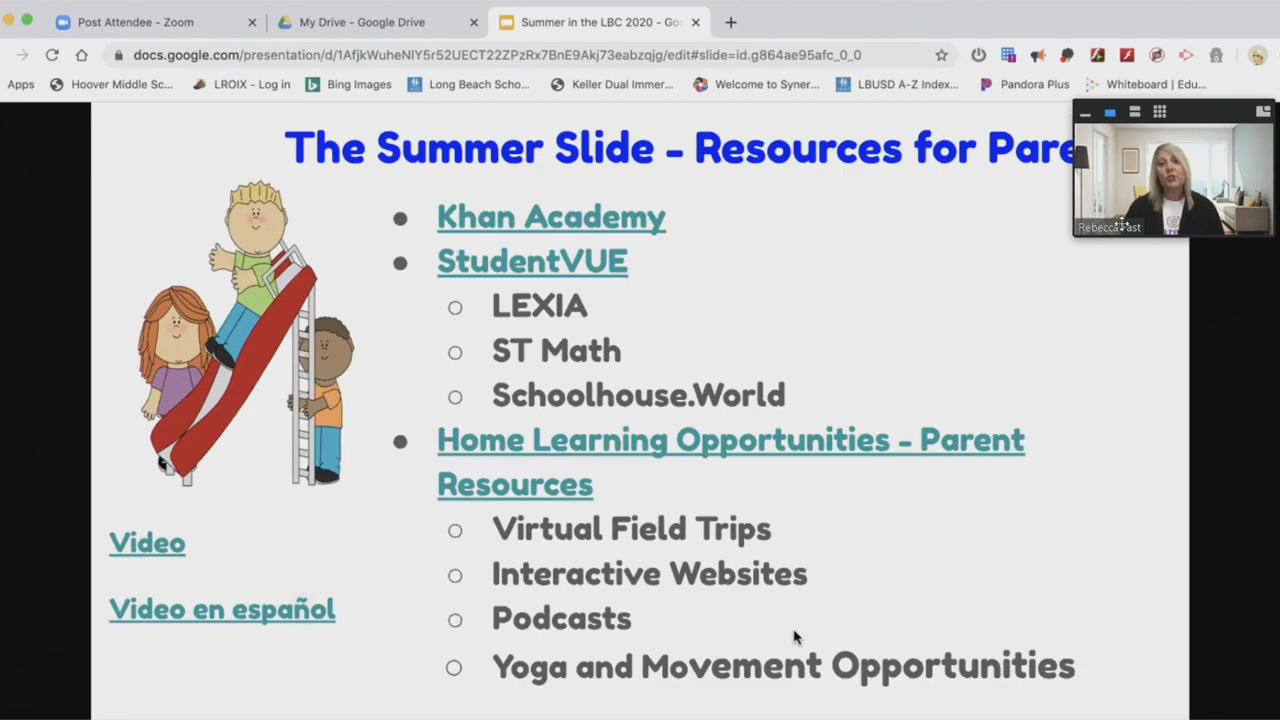 Post Attendee - Zoom
My Drive - Google Drive
Summer in the LBC 2020 - Goo
docs.google.com/presentation/d/1AfjkWuheNIY5r52UECT22ZPzRx7BnE9Akj73eabzqjg/edit#slide=id.g864ae95afc_0_0
Apps Hoover Middle Sc... LROIX - Log in Bing Images Long Beach Scho... Keller Dual Immer... Welcome to Syner... LBUSD A-Z Index... Pandora Plus Whiteboard | Edu...
The Summer Slide - Resources for Pare
Rebecca Fast
Khan Academy
StudentVUE
LEXIA
ST Math
Schoolhouse.World
Home Learning Opportunities - Parent
Resources
Virtual Field Trips
Interactive Websites
Podcasts
Yoga and Movement Opportunities
Video
Video en español